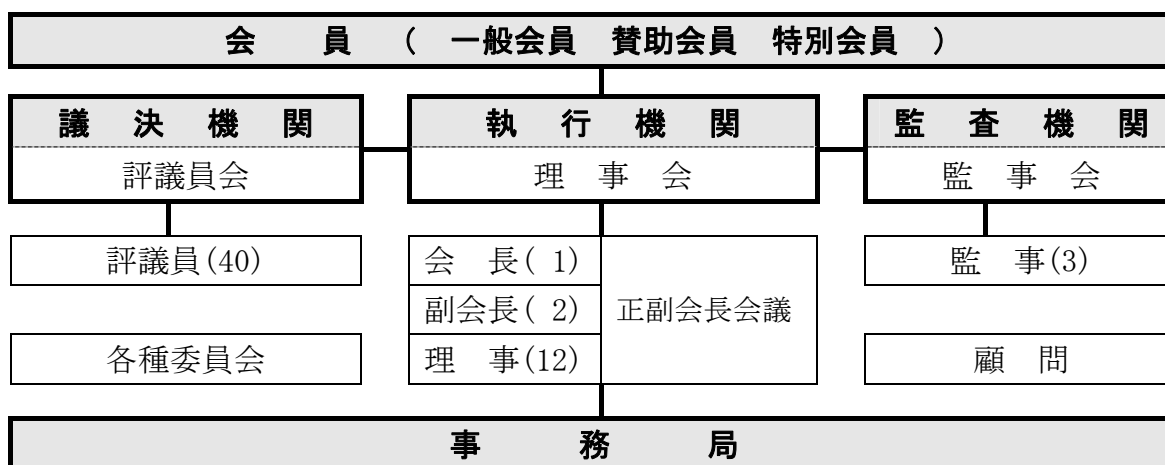 会　員（ 一般会員　賛助会員　特別会員 ）
議決機関
評議員会
執行機関
理事会
監査機関
監事会
評議員(40)
会　長( 1)
副会長( 2)
理　事(12)
正副会長会議
監　事(3)
各種委員会
顧　問
事務局